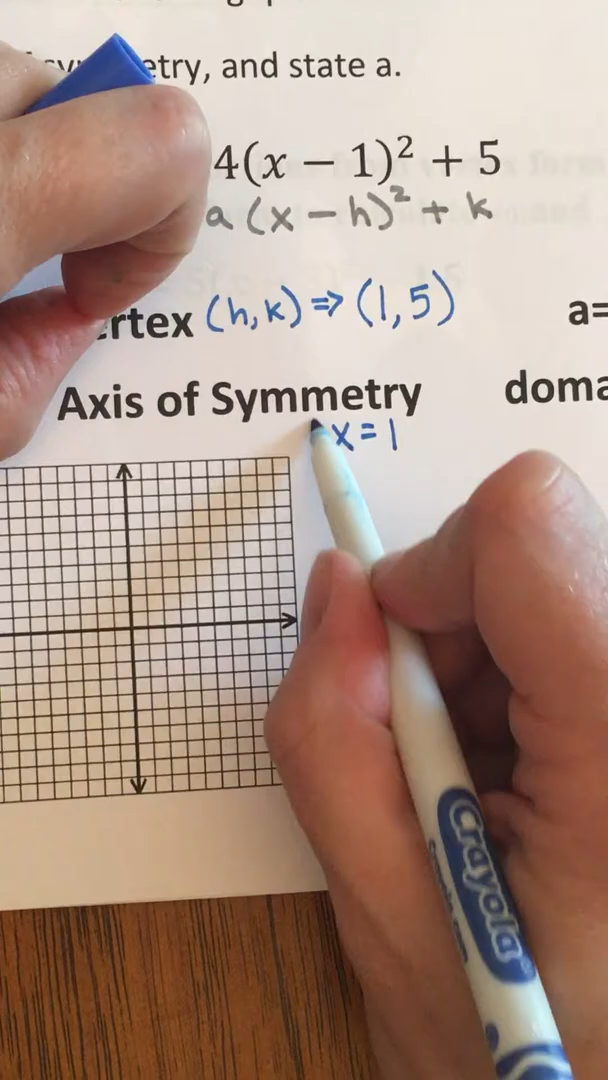 etry, and state a.
4(x − 1)² + 5
a(x−h)² + k
rtex (h,k) ⇒ (1,5) a=
Axis of Symmetry doma
x=1
Crayola